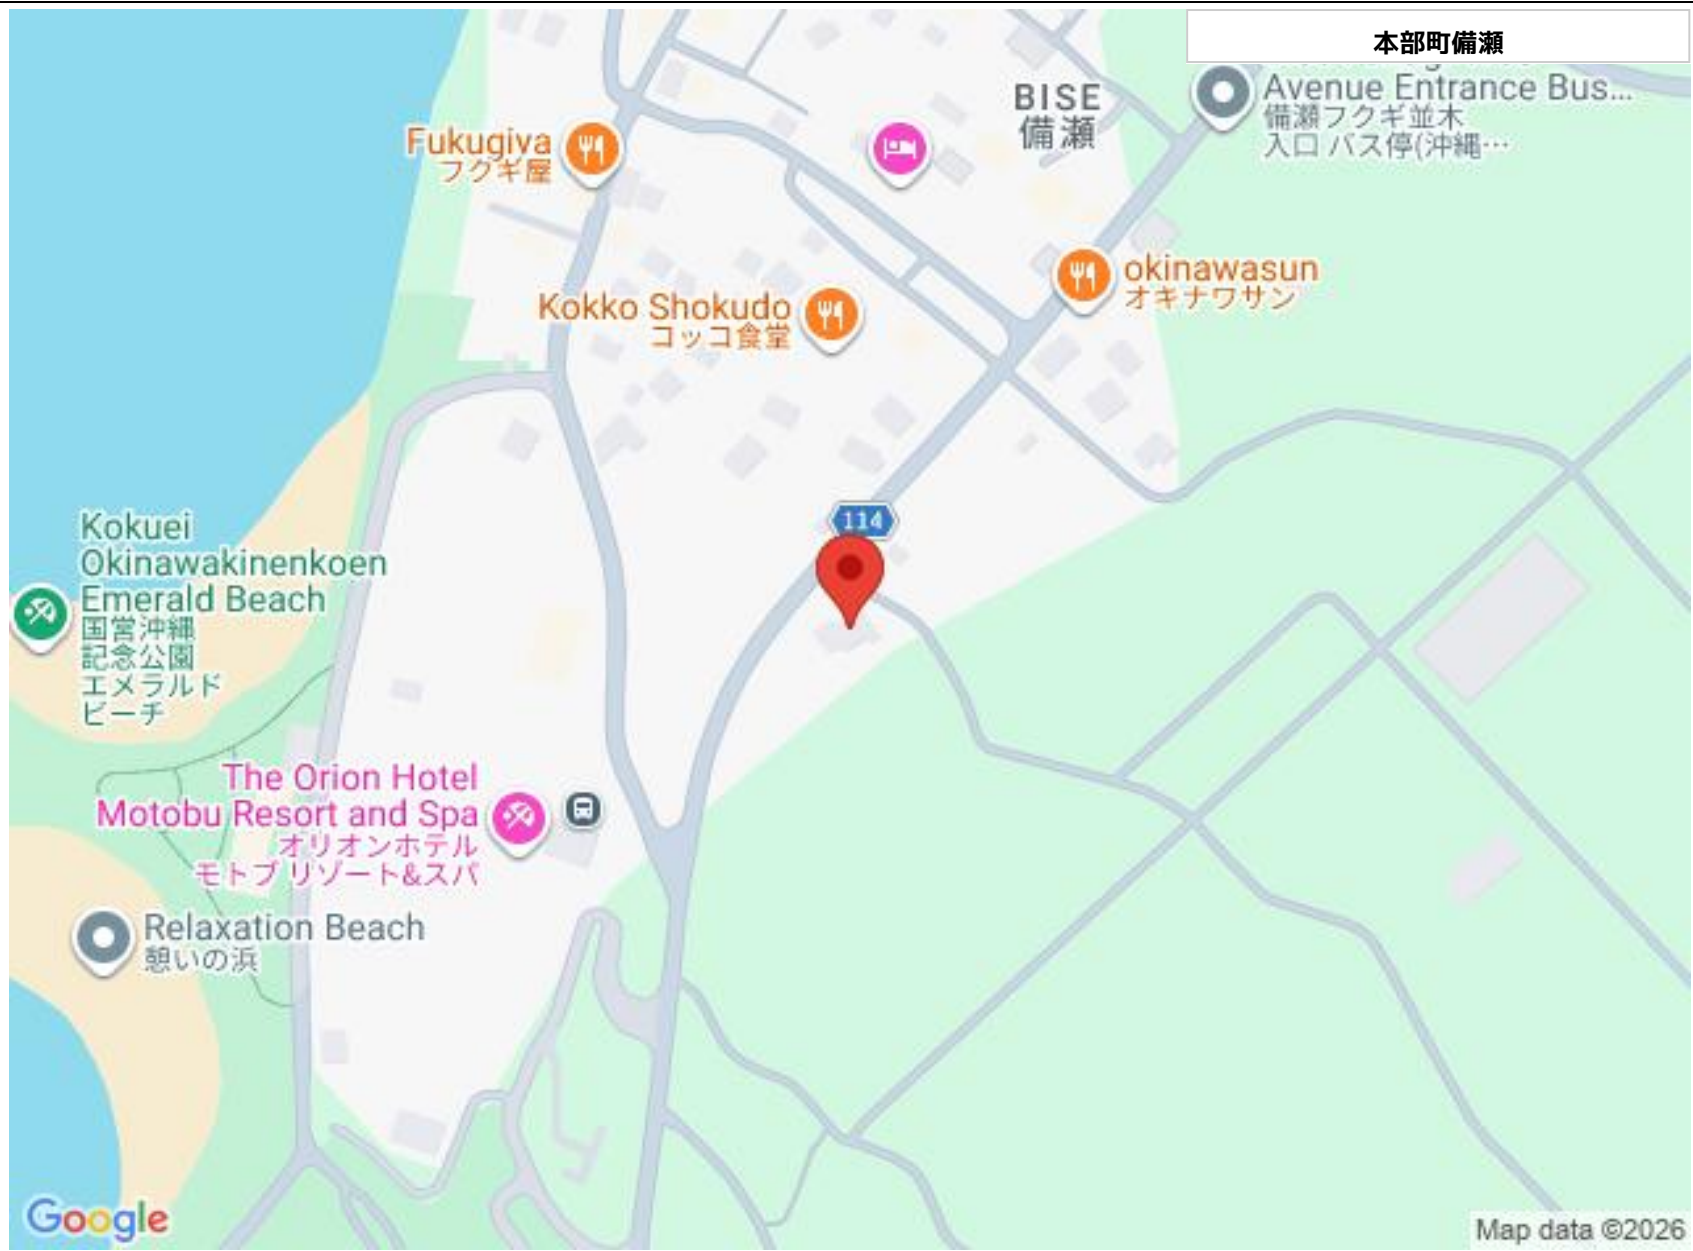 本部町備瀬
Avenue Entrance Bus...
備瀬フクギ並木
入口 バス停(沖縄…
BISE
備瀬
Fukugiya
フクギ屋
okinawasun
オキナワサン
Kokko Shokudo
コッコ食堂
114
Kokuei
Okinawakinenkoen
Emerald Beach
国営沖縄
記念公園
エメラルド
ビーチ
The Orion Hotel
Motobu Resort and Spa
オリオンホテル
モトブ リゾート&スパ
Relaxation Beach
憩いの浜
Google
Map data ©2026